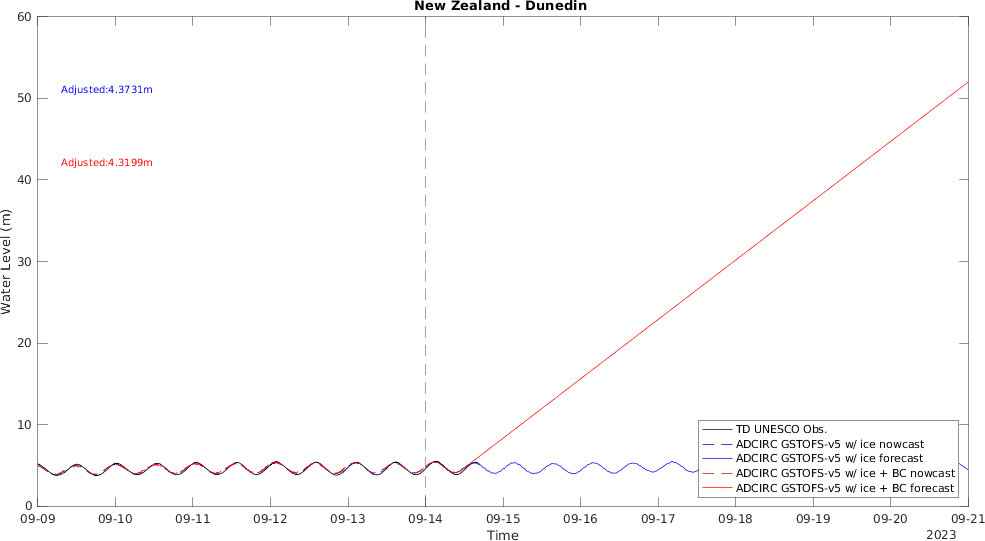 New Zealand - Dunedin
60
50
40
30
20
10
0
Water Level (m)
Adjusted:4.3731m
Adjusted:4.3199m
TD UNESCO Obs.
ADCIRC GSTOFS-v5 w/ ice nowcast
ADCIRC GSTOFS-v5 w/ ice forecast
ADCIRC GSTOFS-v5 w/ ice + BC nowcast
ADCIRC GSTOFS-v5 w/ ice + BC forecast
09-09 09-10 09-11 09-12 09-13 09-14 09-15 09-16 09-17 09-18 09-19 09-20 09-21
Time
2023